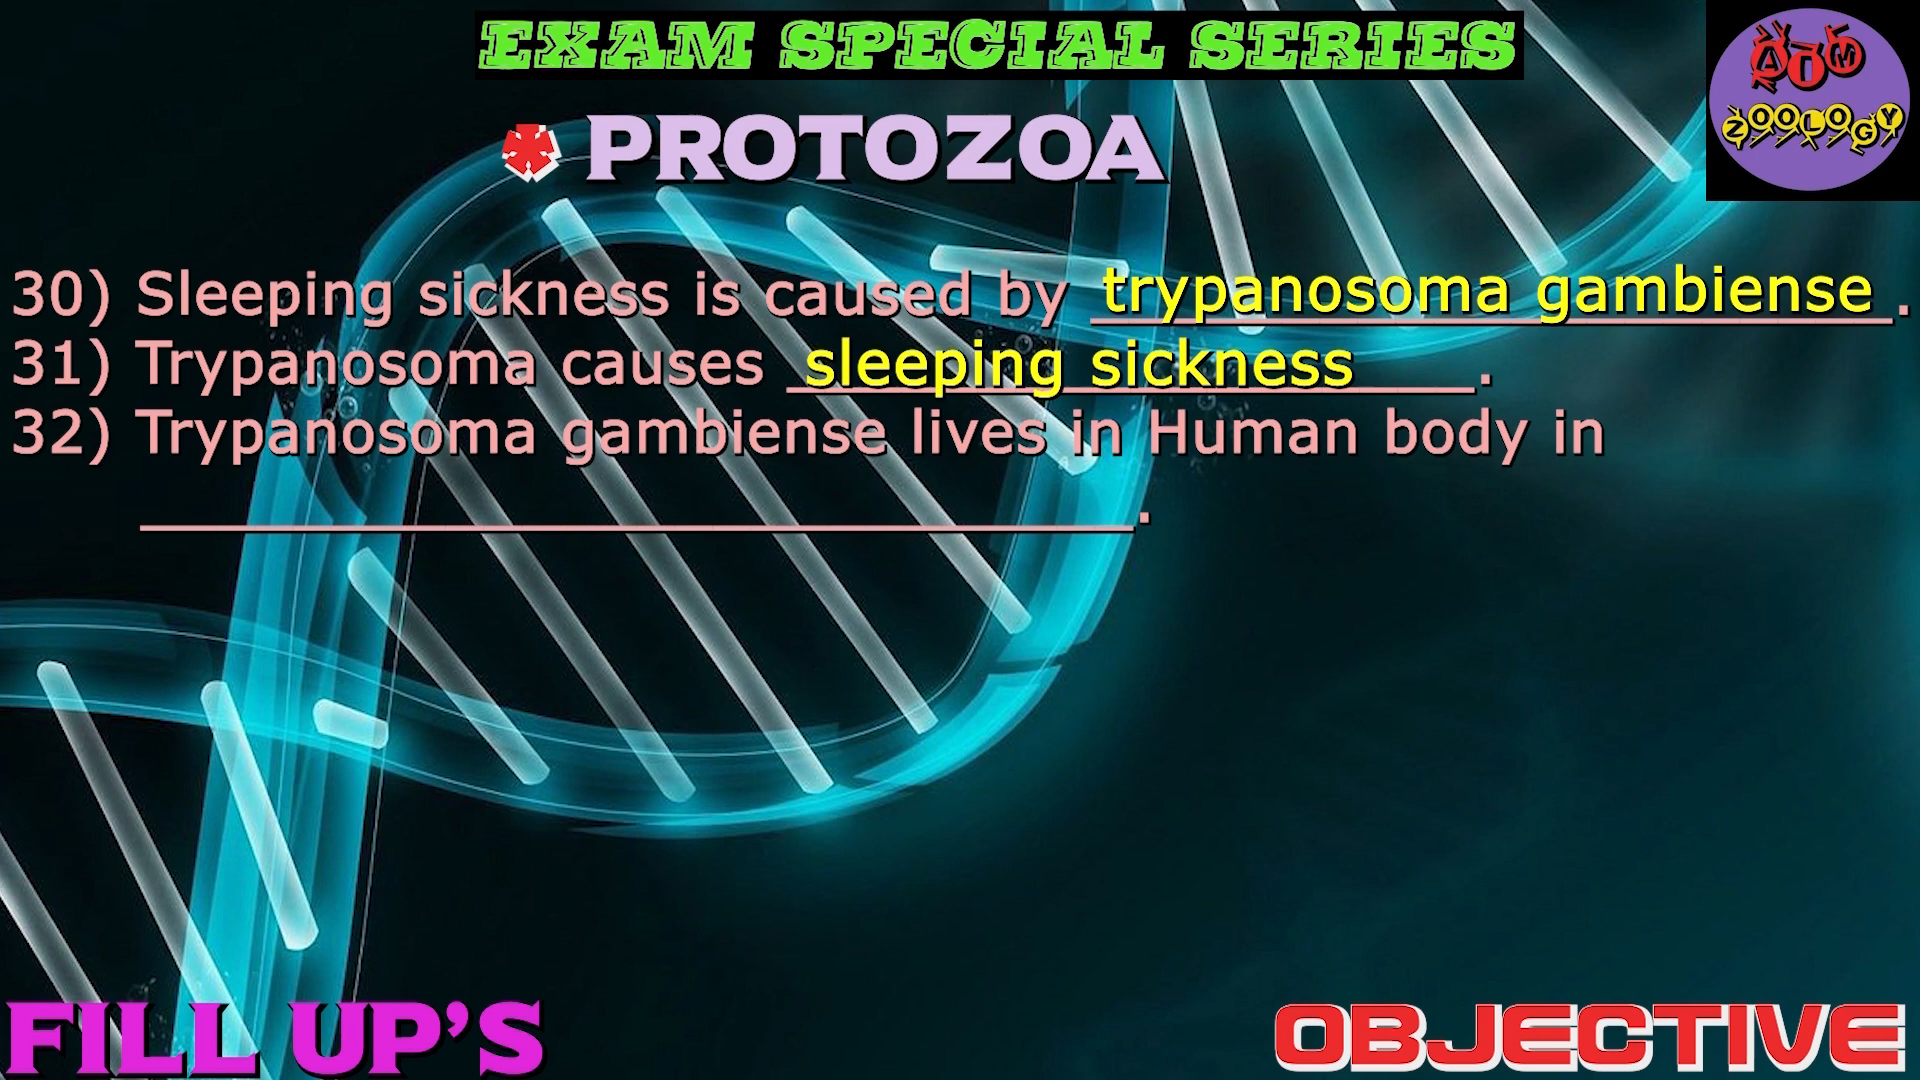 EXAM SPECIAL SERIES
AIM
ZOOLOGY
PROTOZOA
30) Sleeping sickness is caused by trypanosoma gambiense.
31) Trypanosoma causes sleeping sickness.
32) Trypanosoma gambiense lives in Human body in
____________________________.
FILL UP'S
OBJECTIVE